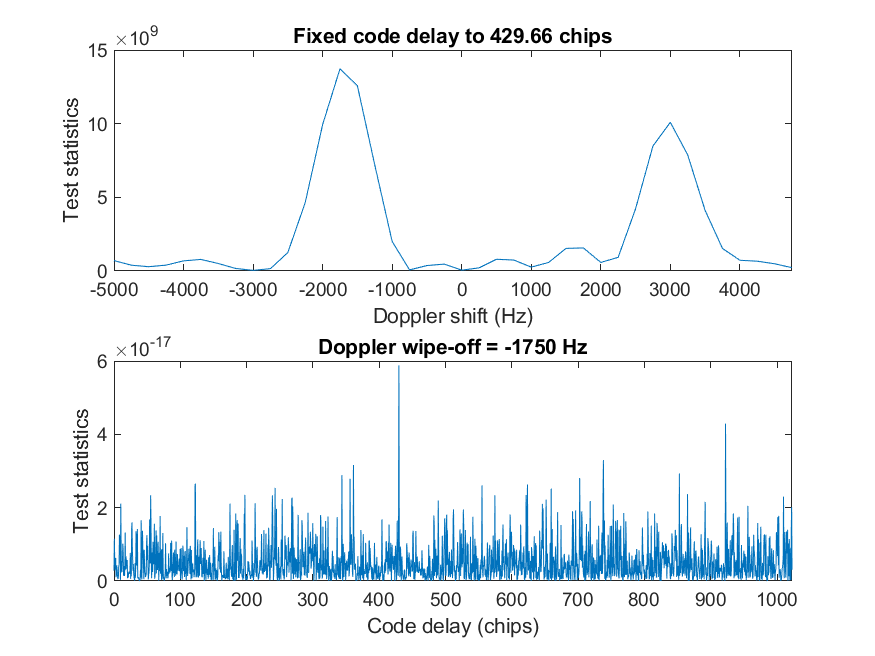 Fixed code delay to 429.66 chips
×10^9
15
10
5
0
Test statistics
-5000 -4000 -3000 -2000 -1000 0 1000 2000 3000 4000
Doppler shift (Hz)
Doppler wipe-off = -1750 Hz
×10^-17
6
4
2
0
Test statistics
0 100 200 300 400 500 600 700 800 900 1000
Code delay (chips)